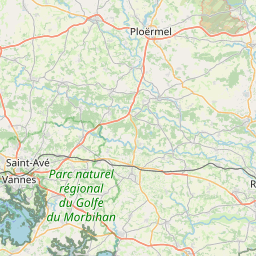 Ploërmel
Saint-Avé
Vannes
Parc naturel
régional
du Golfe
du Morbihan
R